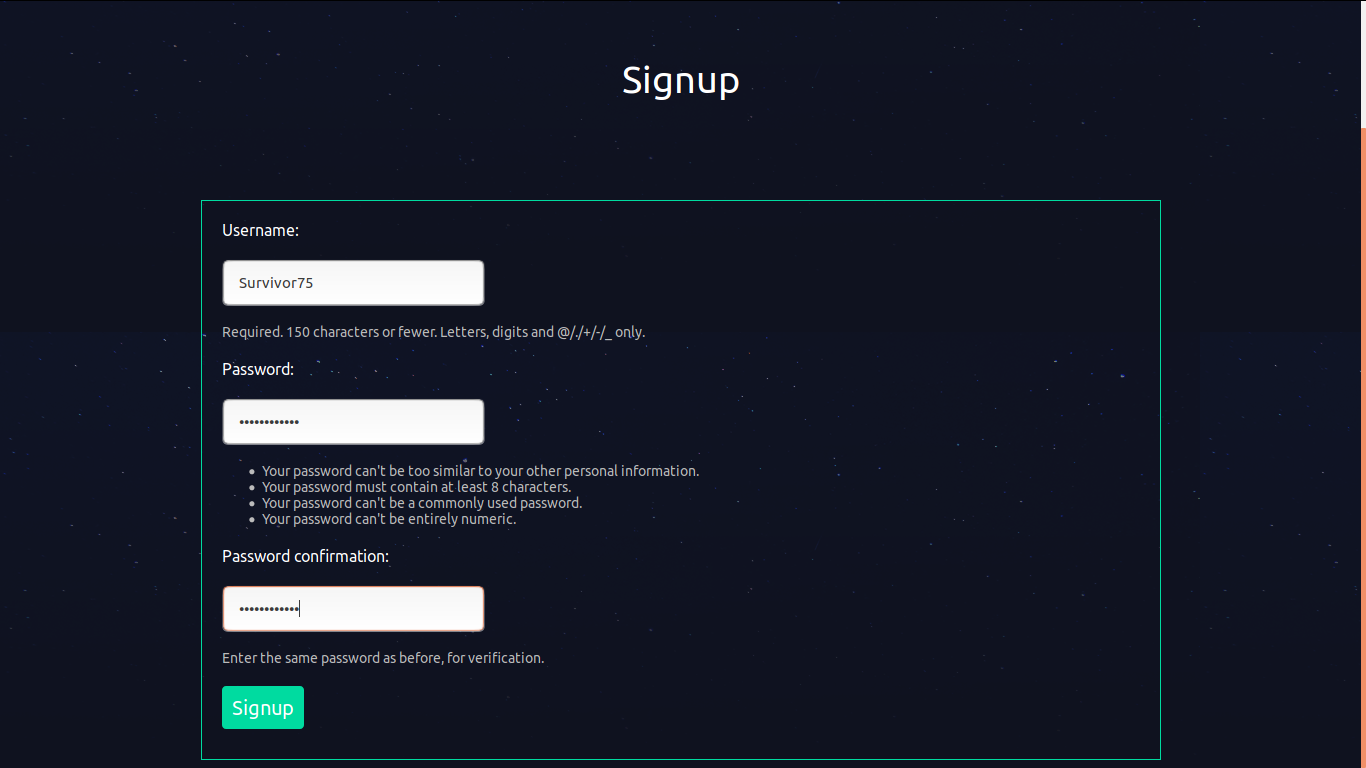 Signup
Username:
Survivor75
Required. 150 characters or fewer. Letters, digits and @/./+/-/_ only.
Password:
••••••••••••
• Your password can't be too similar to your other personal information.
• Your password must contain at least 8 characters.
• Your password can't be a commonly used password.
• Your password can't be entirely numeric.
Password confirmation:
••••••••••••
Enter the same password as before, for verification.
Signup